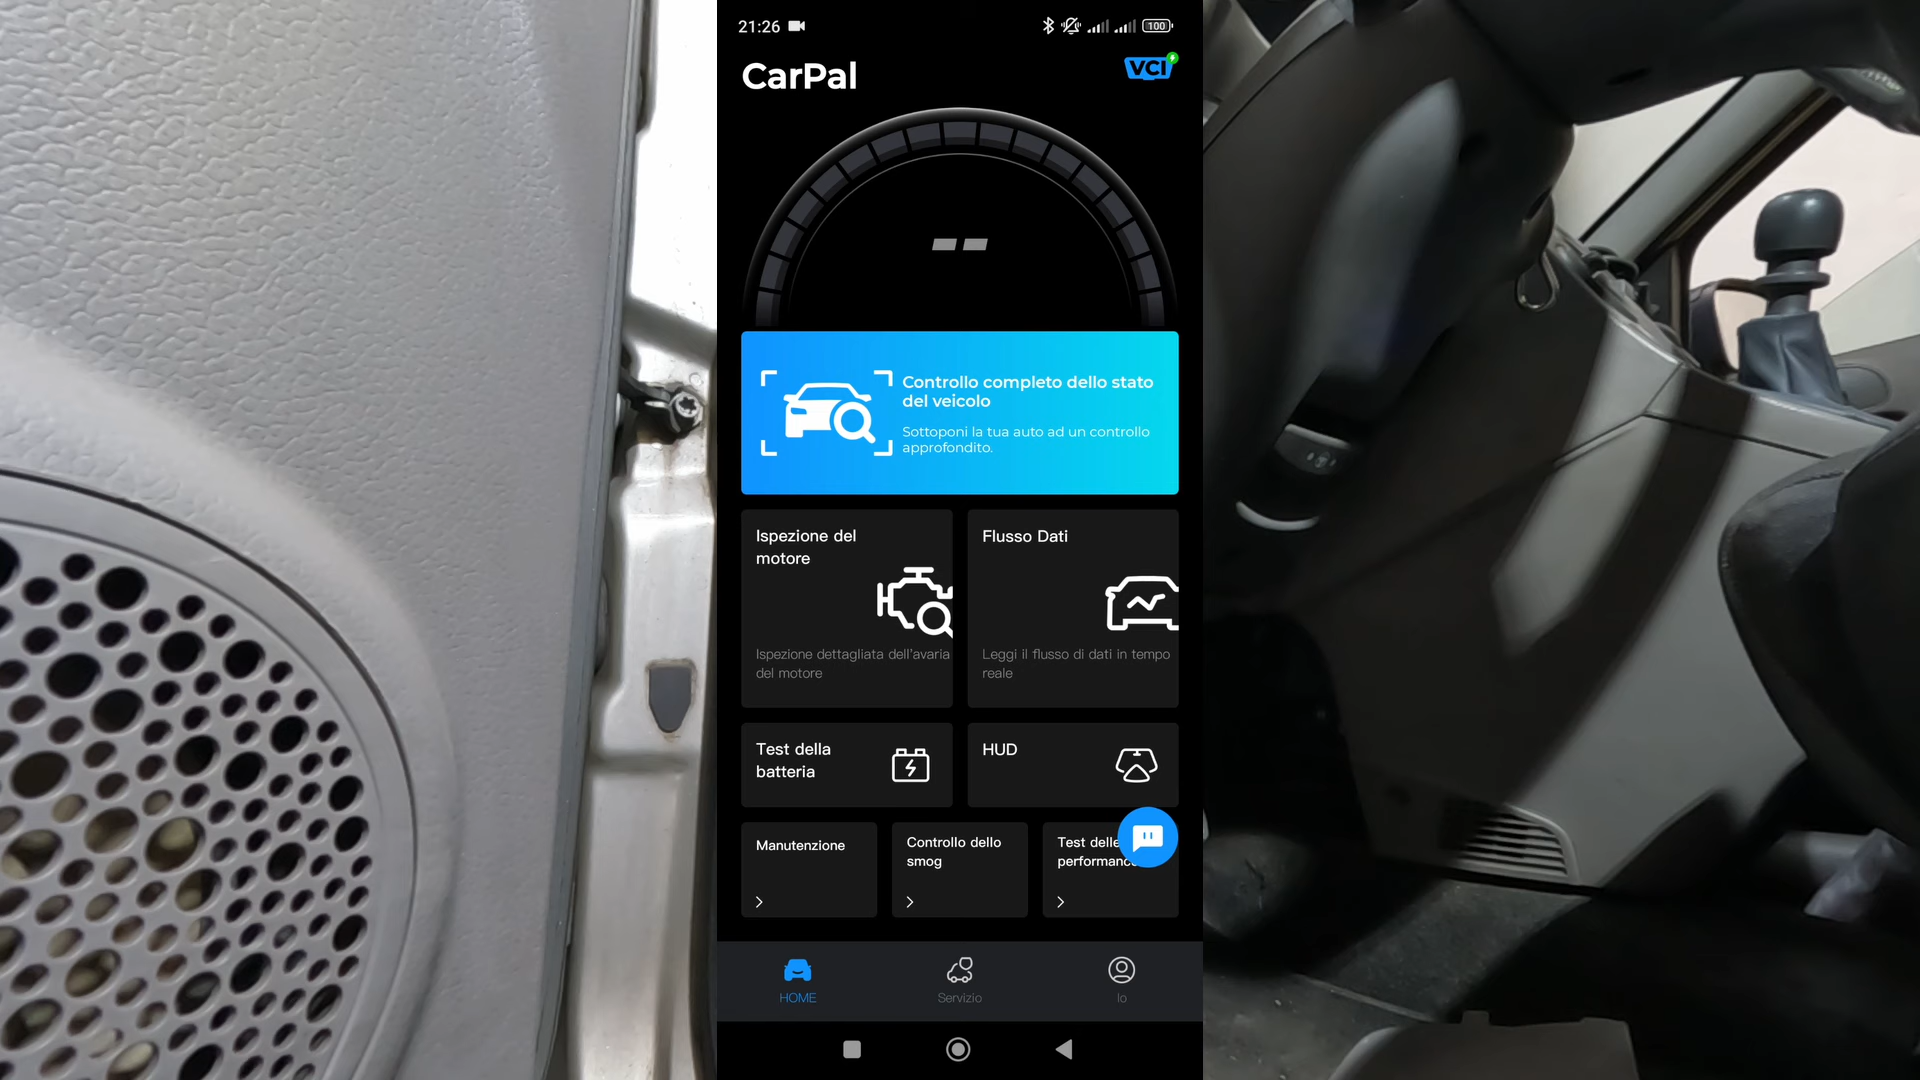 21:26
100
CarPal
VCI
Controllo completo dello stato
del veicolo
Sottoponi la tua auto ad un controllo
approfondito.
Ispezione del
motore
Ispezione dettagliata dell'avaria
del motore
Flusso Dati
Leggi il flusso di dati in tempo
reale
Test della
batteria
HUD
Manutenzione
Controllo dello
smog
Test delle
HOME
Servizio
Io